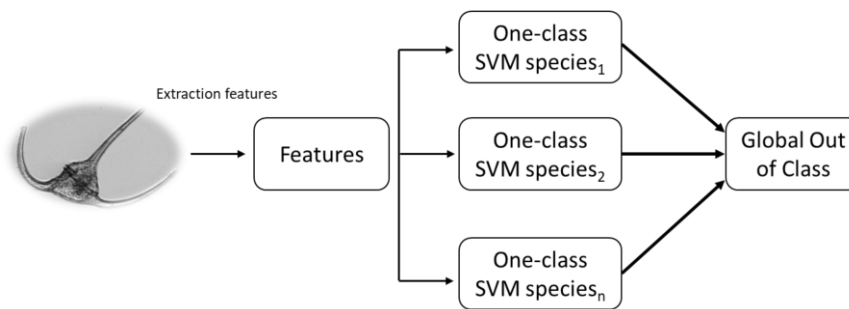 One-class
SVM species₁
Extraction features
Features
One-class
SVM species₂
Global Out
of Class
One-class
SVM speciesₙ